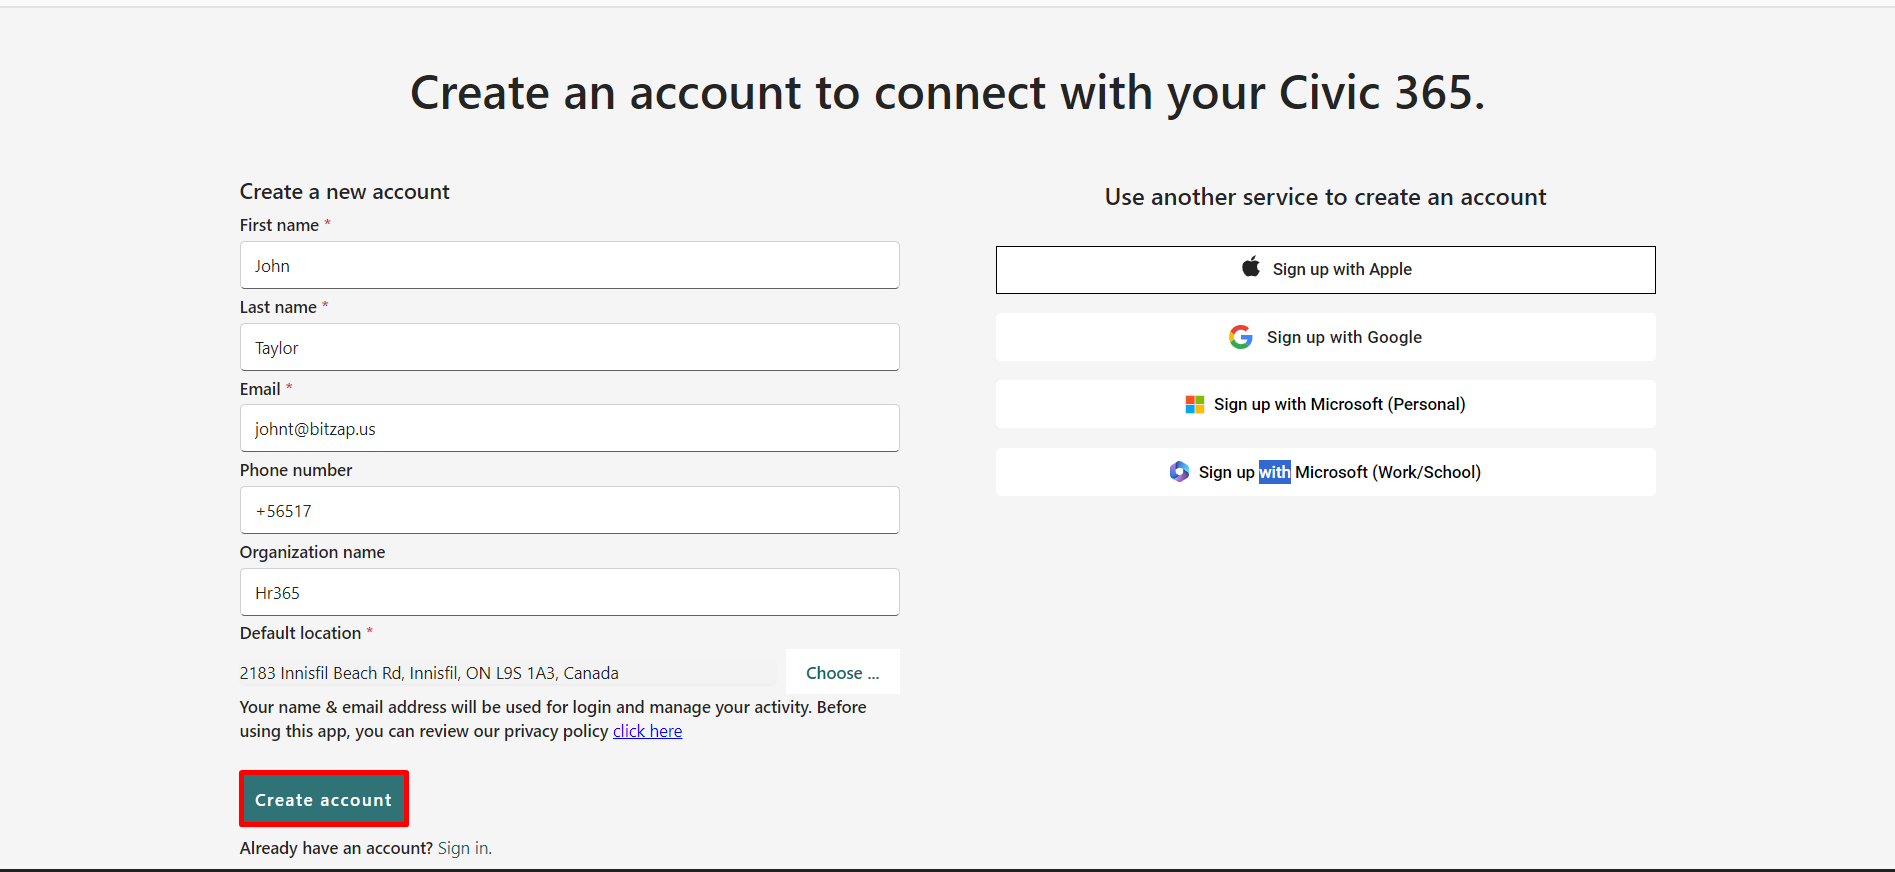 Create an account to connect with your Civic 365.
Create a new account
First name *
John
Last name *
Taylor
Email *
johnt@bitzap.us
Phone number
+56517
Organization name
Hr365
Default location *
2183 Innisfil Beach Rd, Innisfil, ON L9S 1A3, Canada
Choose ...
Your name & email address will be used for login and manage your activity. Before
using this app, you can review our privacy policy click here
Create account
Already have an account? Sign in.
Use another service to create an account
Sign up with Apple
Sign up with Google
Sign up with Microsoft (Personal)
Sign up with Microsoft (Work/School)